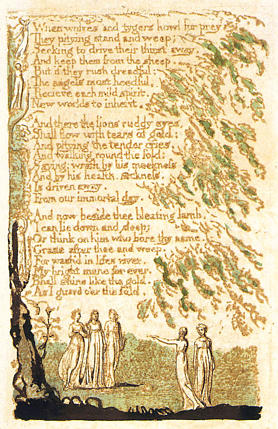 When wolves and tygers howl for prey
They pitying stand and weep;
Seeking to drive their thirst away,
And keep them from the sheep.
But if they rush dreadful;
The angels most heedful,
Recieve each mild spirit,
New worlds to inherit.
And there the lions ruddy eyes,
Shall flow with tears of gold:
And pitying the tender cries,
And walking round the fold:
Saying: wrath by his meekness
And by his health, sickness,
Is driven away,
From our immortal day.
And now beside thee bleating lamb,
I can lie down and sleep;
Or think on him who bore thy name,
Graze after thee and weep.
For wash'd in lifes river,
My bright mane for ever,
Shall shine like the gold,
As I guard o'er the fold.